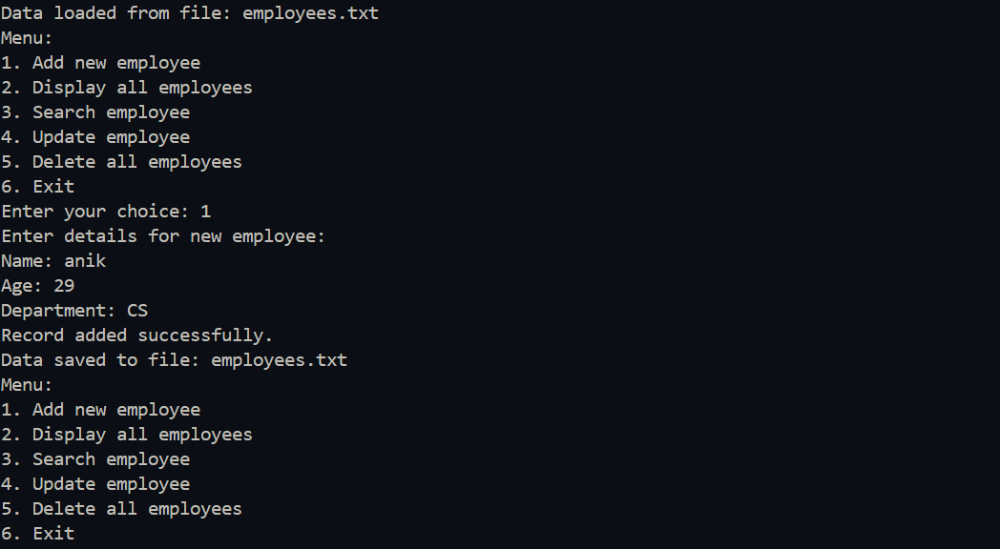 Data loaded from file: employees.txt
Menu:
1. Add new employee
2. Display all employees
3. Search employee
4. Update employee
5. Delete all employees
6. Exit
Enter your choice: 1
Enter details for new employee:
Name: anik
Age: 29
Department: CS
Record added successfully.
Data saved to file: employees.txt
Menu:
1. Add new employee
2. Display all employees
3. Search employee
4. Update employee
5. Delete all employees
6. Exit